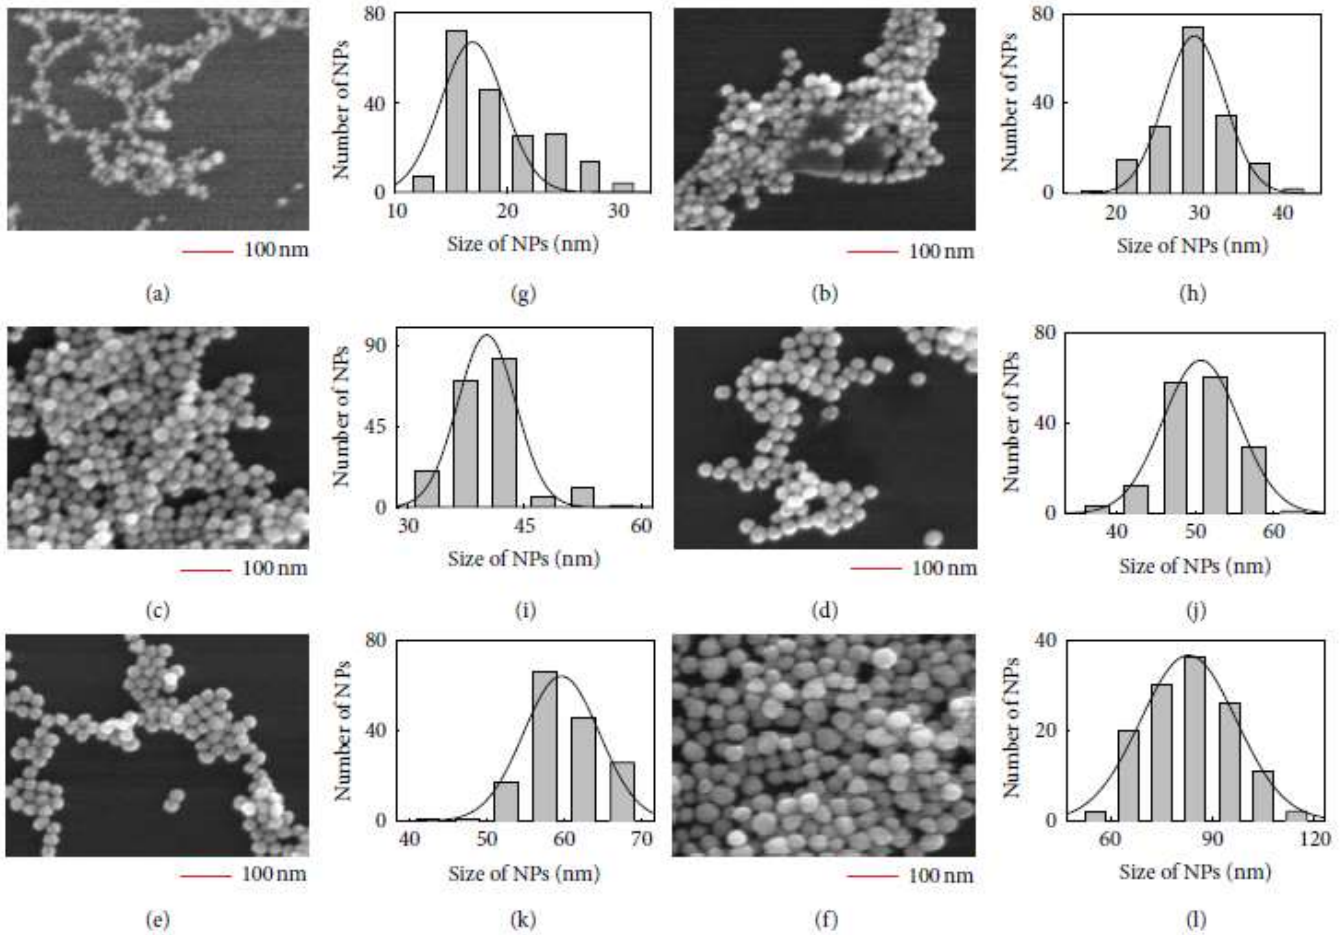 80
40
0
Number of NPs
10 20 30
Size of NPs (nm)
100 nm
(a)
(g)
80
40
0
Number of NPs
20 30 40
Size of NPs (nm)
100 nm
(b)
(h)
90
45
0
Number of NPs
30 45 60
Size of NPs (nm)
100 nm
(c)
(i)
80
40
0
Number of NPs
40 50 60
Size of NPs (nm)
100 nm
(d)
(j)
80
40
0
Number of NPs
40 50 60 70
Size of NPs (nm)
100 nm
(e)
(k)
40
20
0
Number of NPs
60 90 120
Size of NPs (nm)
100 nm
(f)
(l)